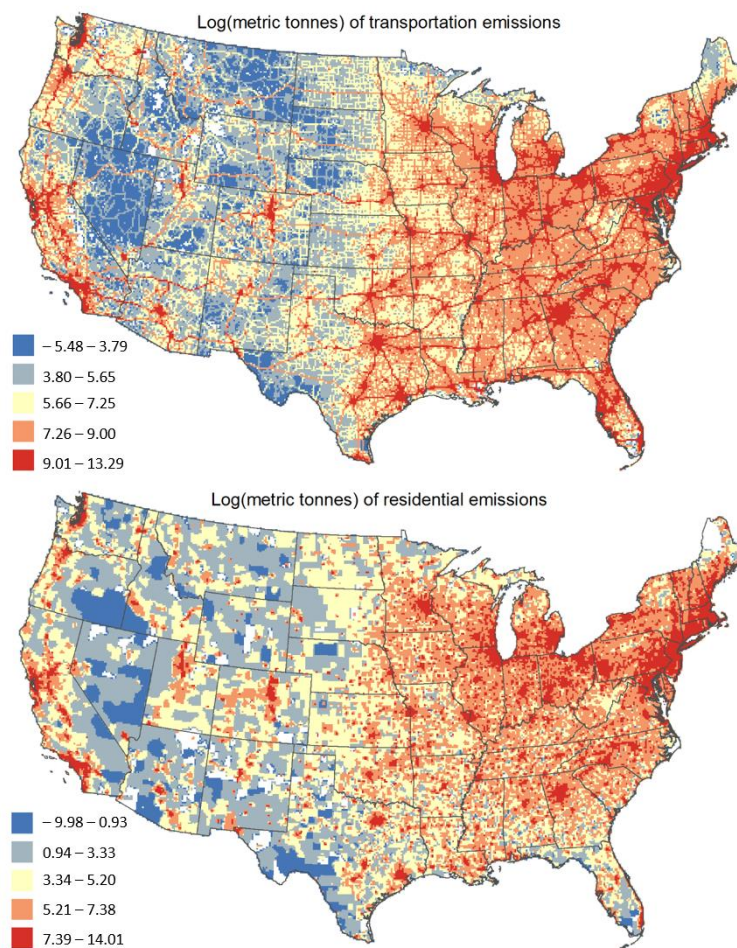 Log(metric tonnes) of transportation emissions
– 5.48 – 3.79
3.80 – 5.65
5.66 – 7.25
7.26 – 9.00
9.01 – 13.29
Log(metric tonnes) of residential emissions
– 9.98 – 0.93
0.94 – 3.33
3.34 – 5.20
5.21 – 7.38
7.39 – 14.01